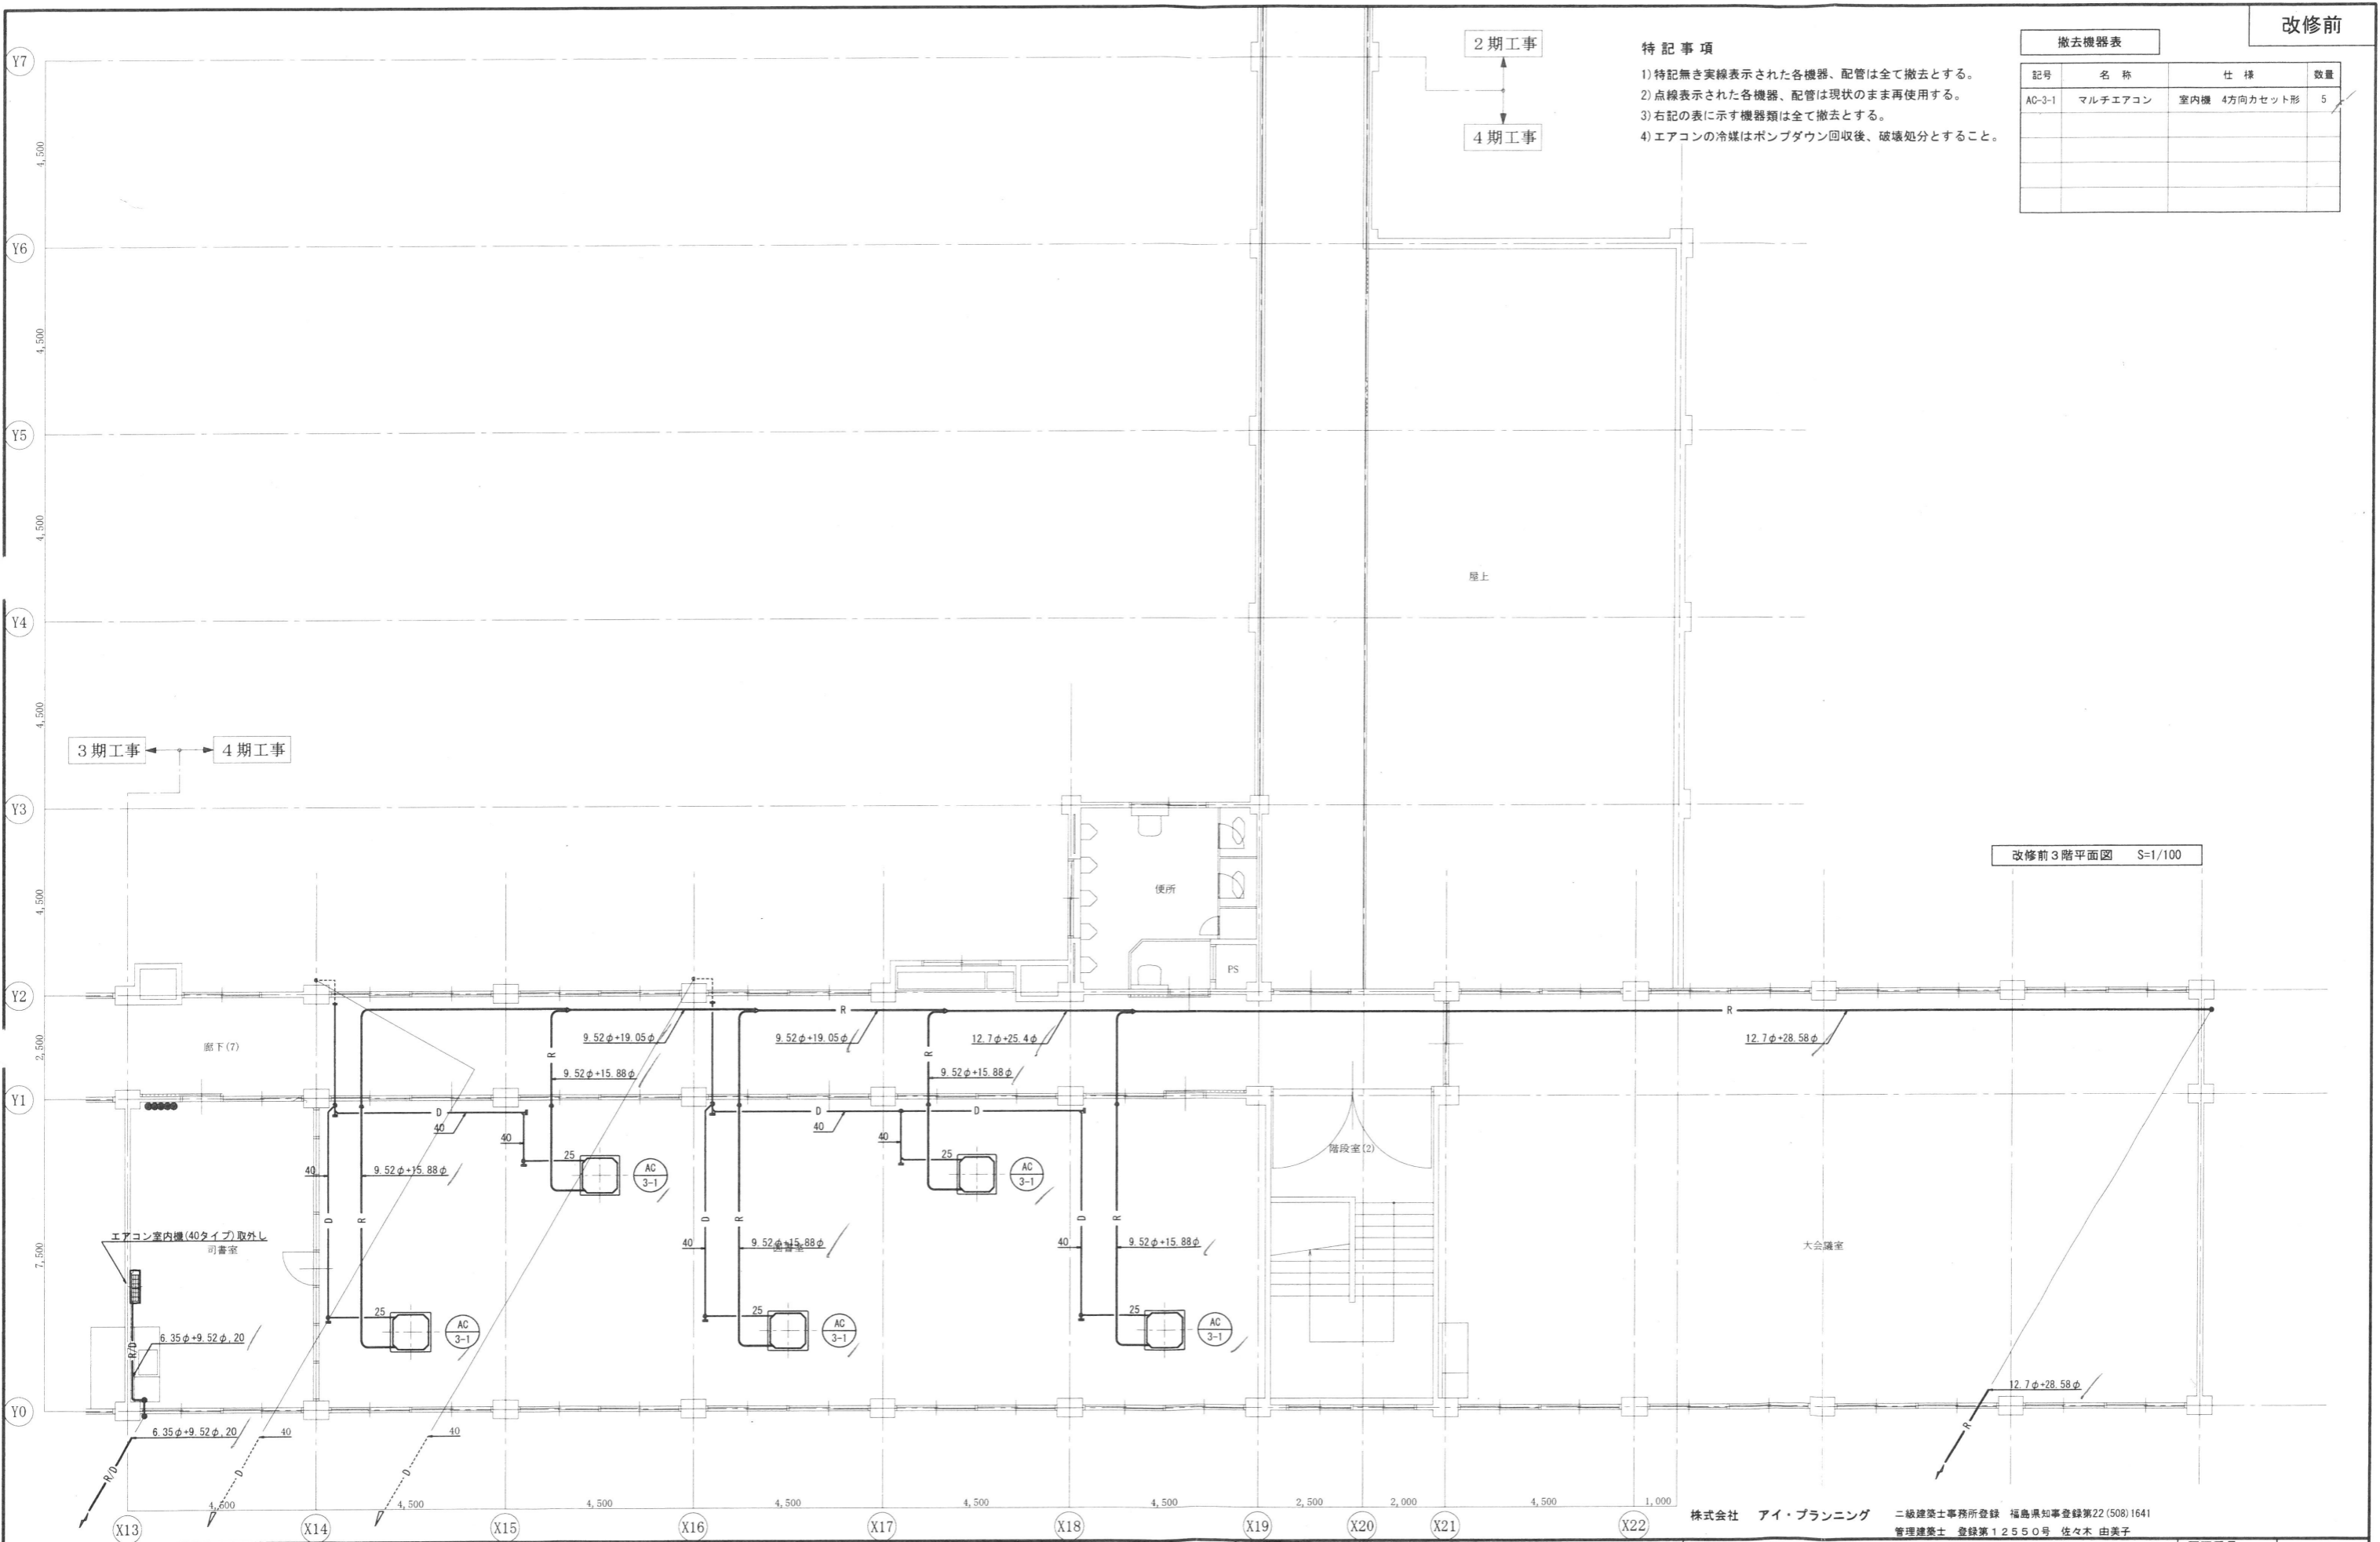 改修前
2期工事
4期工事
特記事項
1)特記無き実線表示された各機器、配管は全て撤去とする。
2)点線表示された各機器、配管は現状のまま再使用する。
3)右記の表に示す機器類は全て撤去とする。
4)エアコンの冷媒はポンプダウン回収後、破壊処分とすること。
撤去機器表
記号 名 称 仕 様 数量
AC-3-1 マルチエアコン 室内機 4方向カセット形 5
Y7
4,500
Y6
4,500
Y5
4,500
屋上
Y4
4,500
3期工事 4期工事
Y3
4,500
改修前3階平面図 S=1/100
便所
PS
Y2
R
R
2,500
廊下(7)
9.52φ+19.05φ
9.52φ+19.05φ
12.7φ+25.4φ
12.7φ+28.58φ
R
9.52φ+15.88φ
R
9.52φ+15.88φ
Y1
D
40
D
40
D
40
25
AC
3-1
40
25
AC
3-1
階段室(2)
40
9.52φ+15.88φ
7,500
D
R
D
R
D
R
エアコン室内機(40タイプ)取外し
司書室
40
9.52φ+15.88φ
図書室
40
9.52φ+15.88φ
大会議室
25
AC
3-1
25
AC
3-1
25
AC
3-1
6.35φ+9.52φ,20
R/D
12.7φ+28.58φ
R
Y0
6.35φ+9.52φ,20
R/D
40
D
40
D
4,500
4,500
4,500
4,500
4,500
4,500
2,500
2,000
4,500
1,000
X13
X14
X15
X16
X17
X18
X19
X20
X21
X22
株式会社 アイ・プランニング
二級建築士事務所登録 福島県知事登録第22(508)1641
管理建築士 登録第12550号 佐々木 由美子